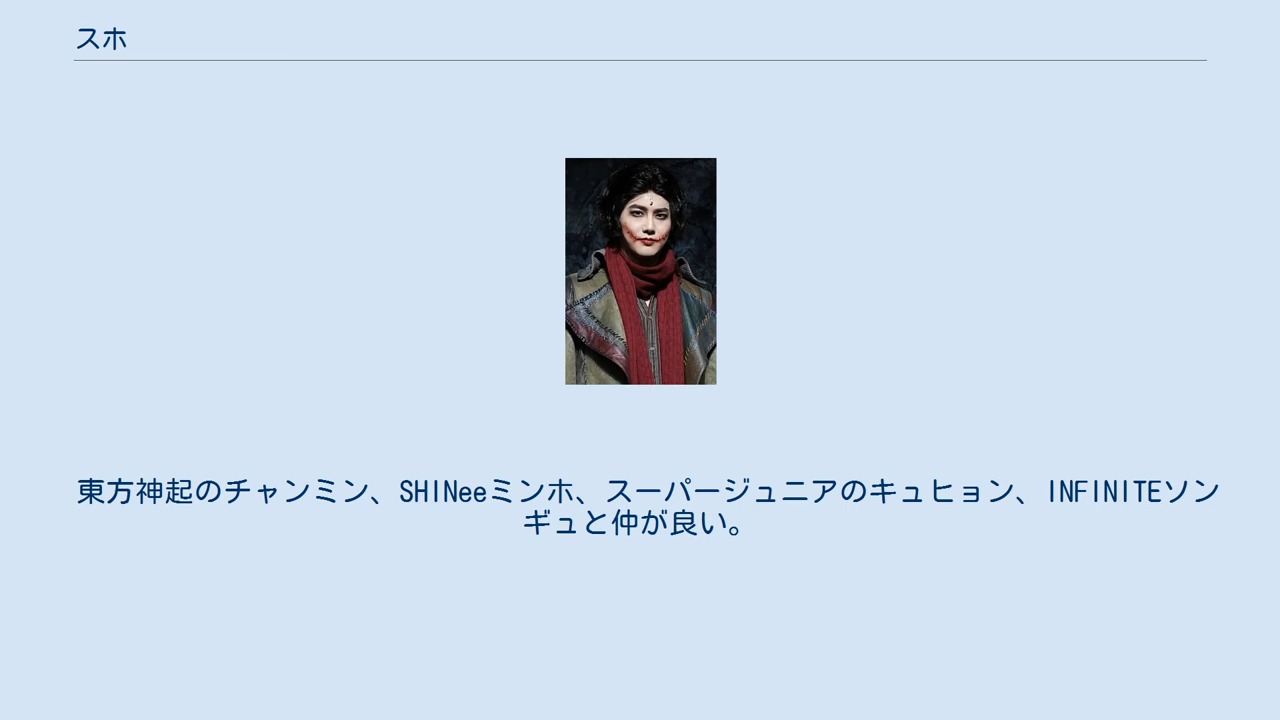 スホ
東方神起のチャンミン、SHINeeミンホ、スーパージュニアのキュヒョン、INFINITEソン
ギュと仲が良い。